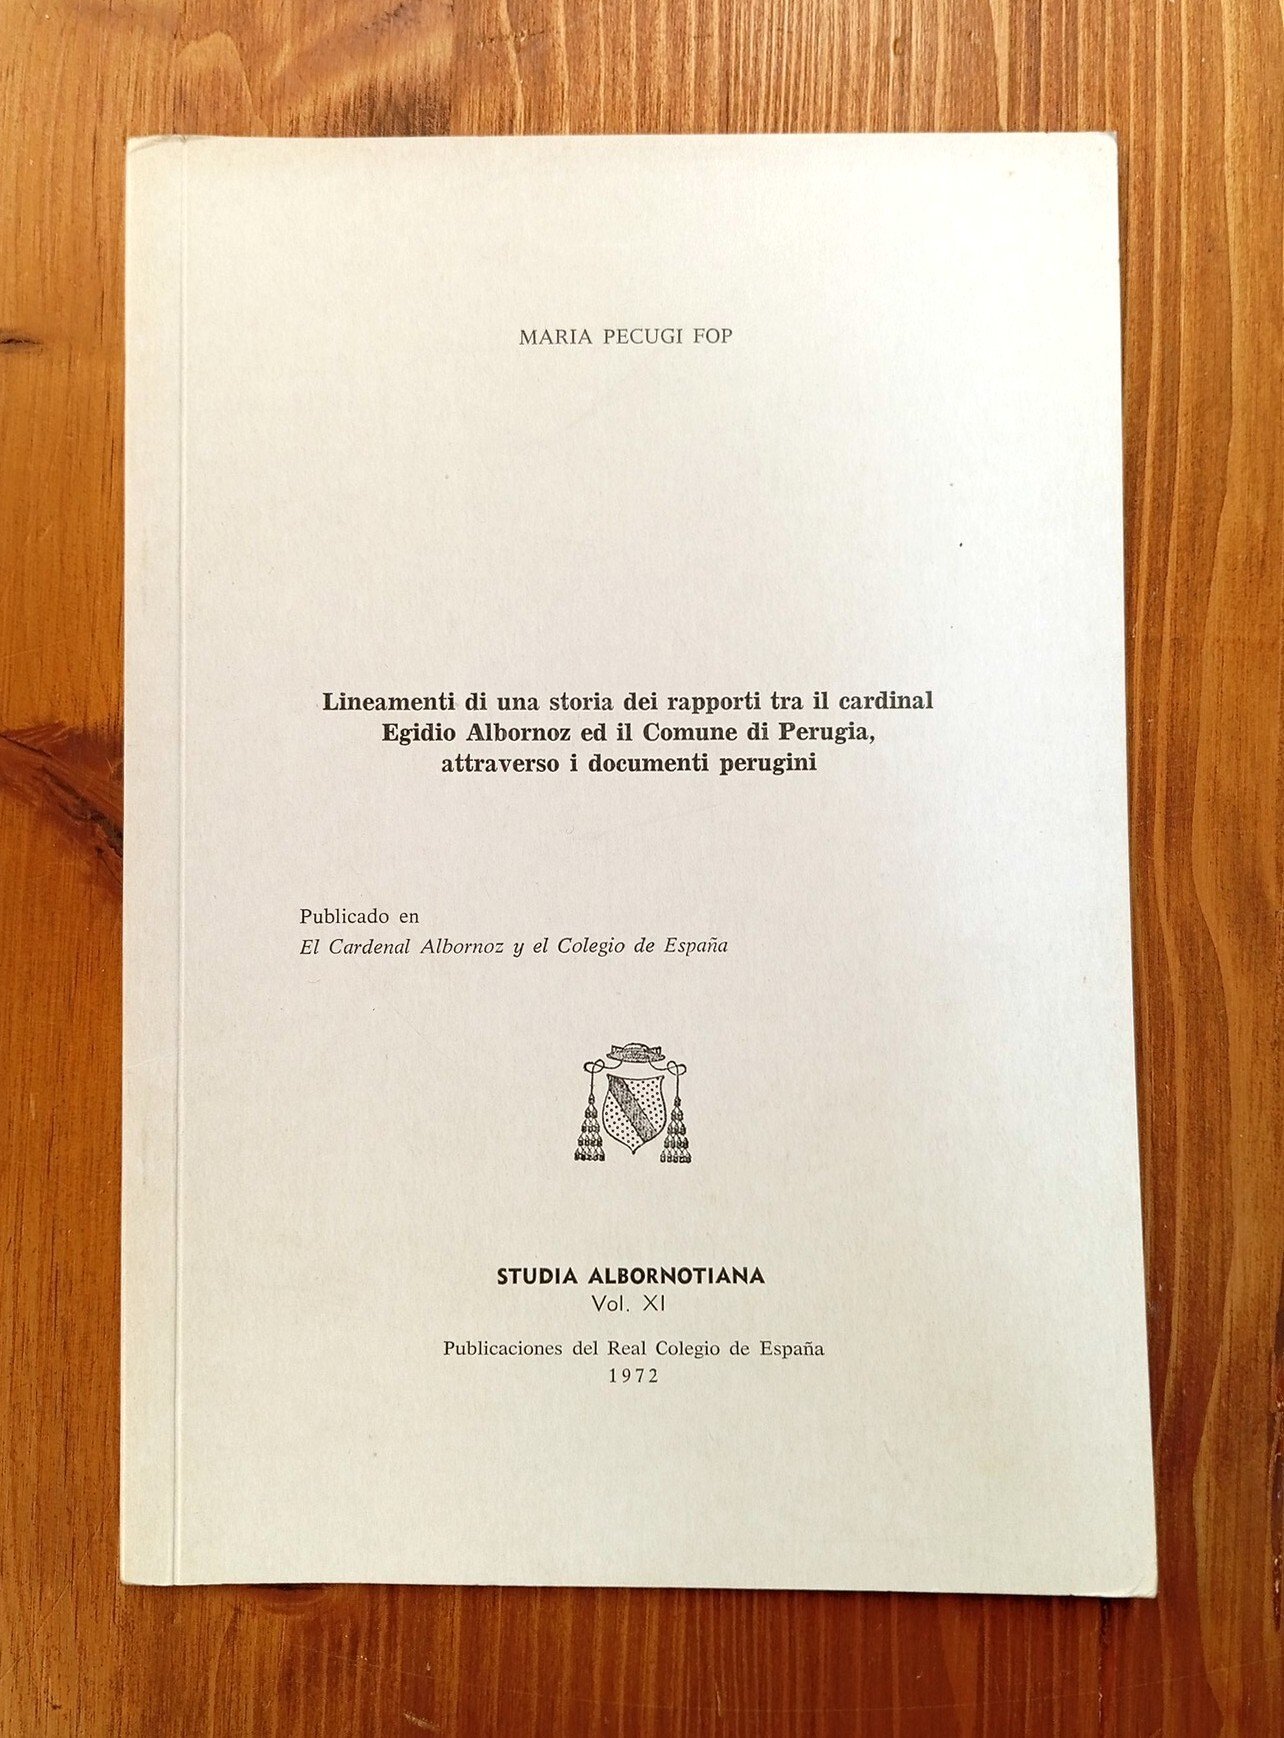 MARIA PECUGI FOP
Lineamenti di una storia dei rapporti tra il cardinal
Egidio Albornoz ed il Comune di Perugia,
attraverso i documenti perugini
Publicado en
El Cardenal Albornoz y el Colegio de España
STUDIA ALBORNOTIANA
Vol. XI
Publicaciones del Real Colegio de España
1972